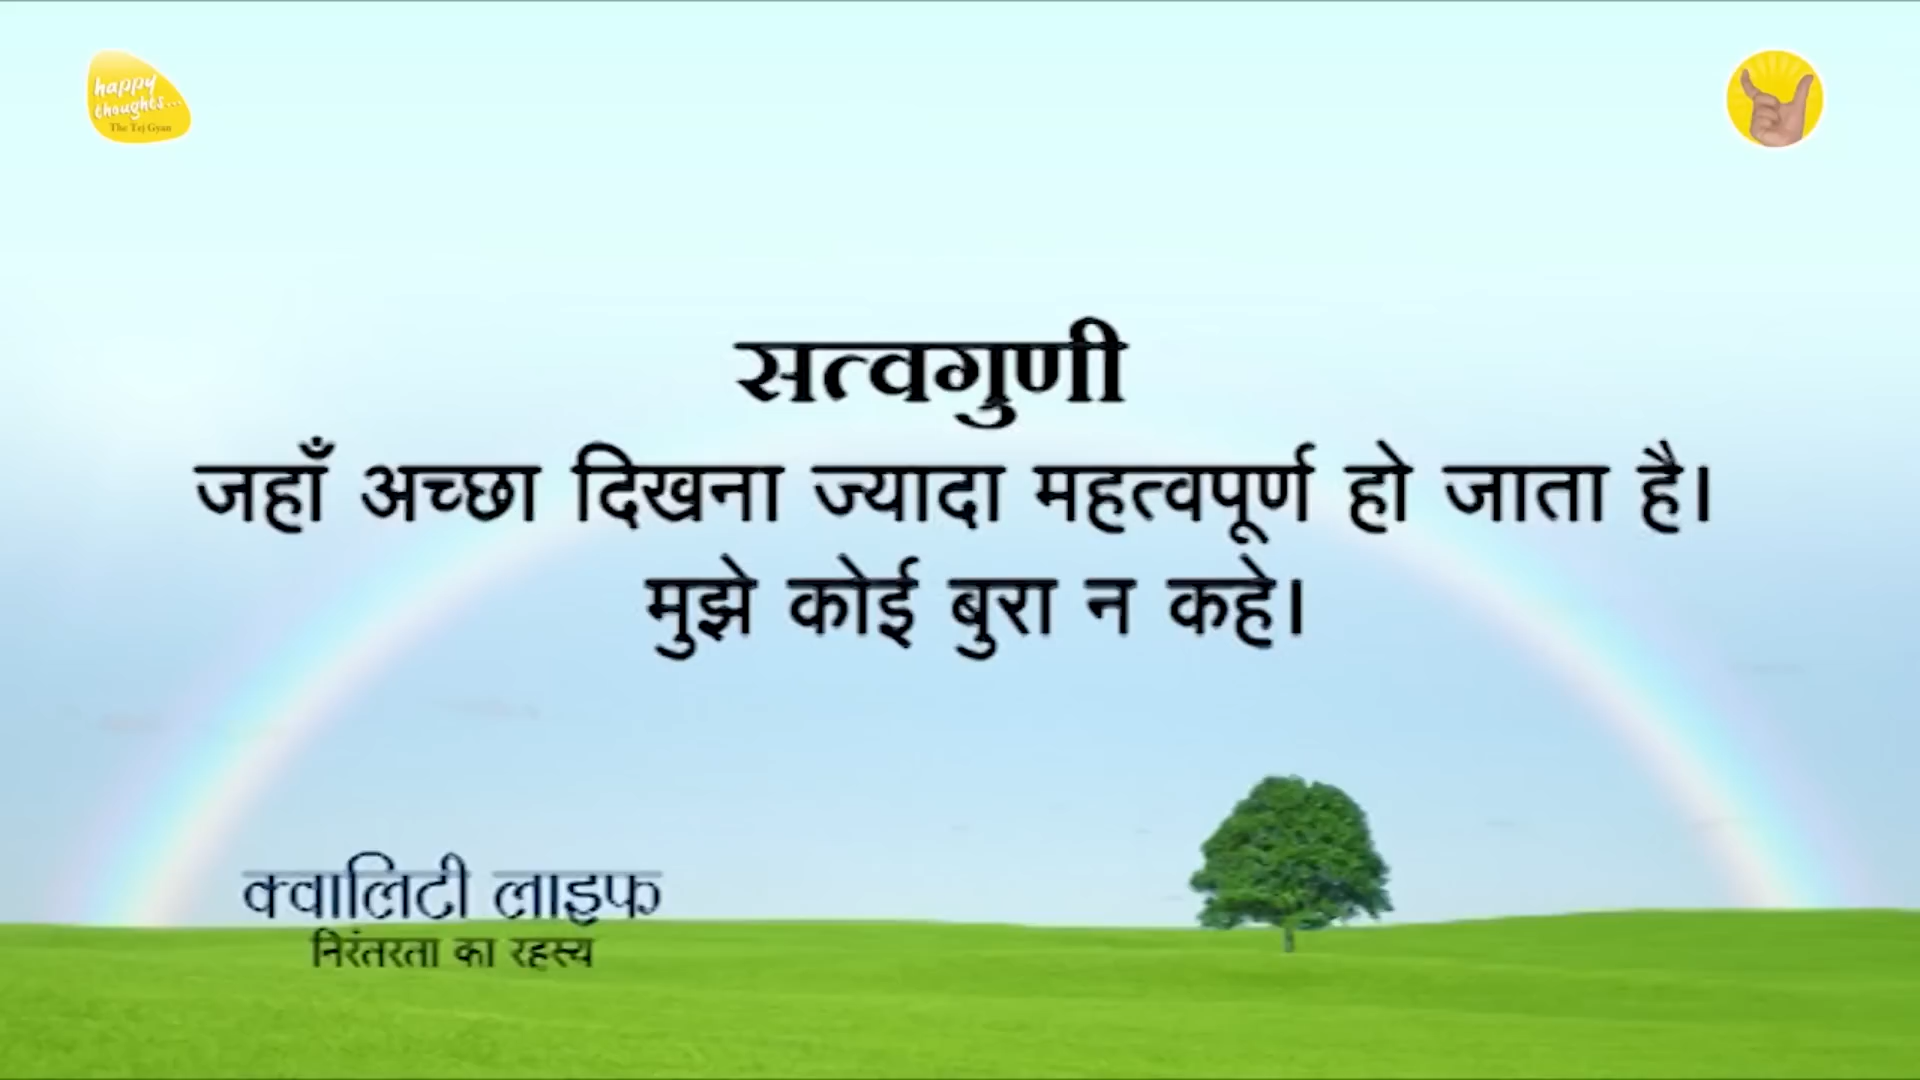 happy
thoughts...
The Tej Gyan
सत्वगुणी
जहाँ अच्छा दिखना ज्यादा महत्वपूर्ण हो जाता है।
मुझे कोई बुरा न कहे।
क्वालिटी लाइफ
निरंतरता का रहस्य